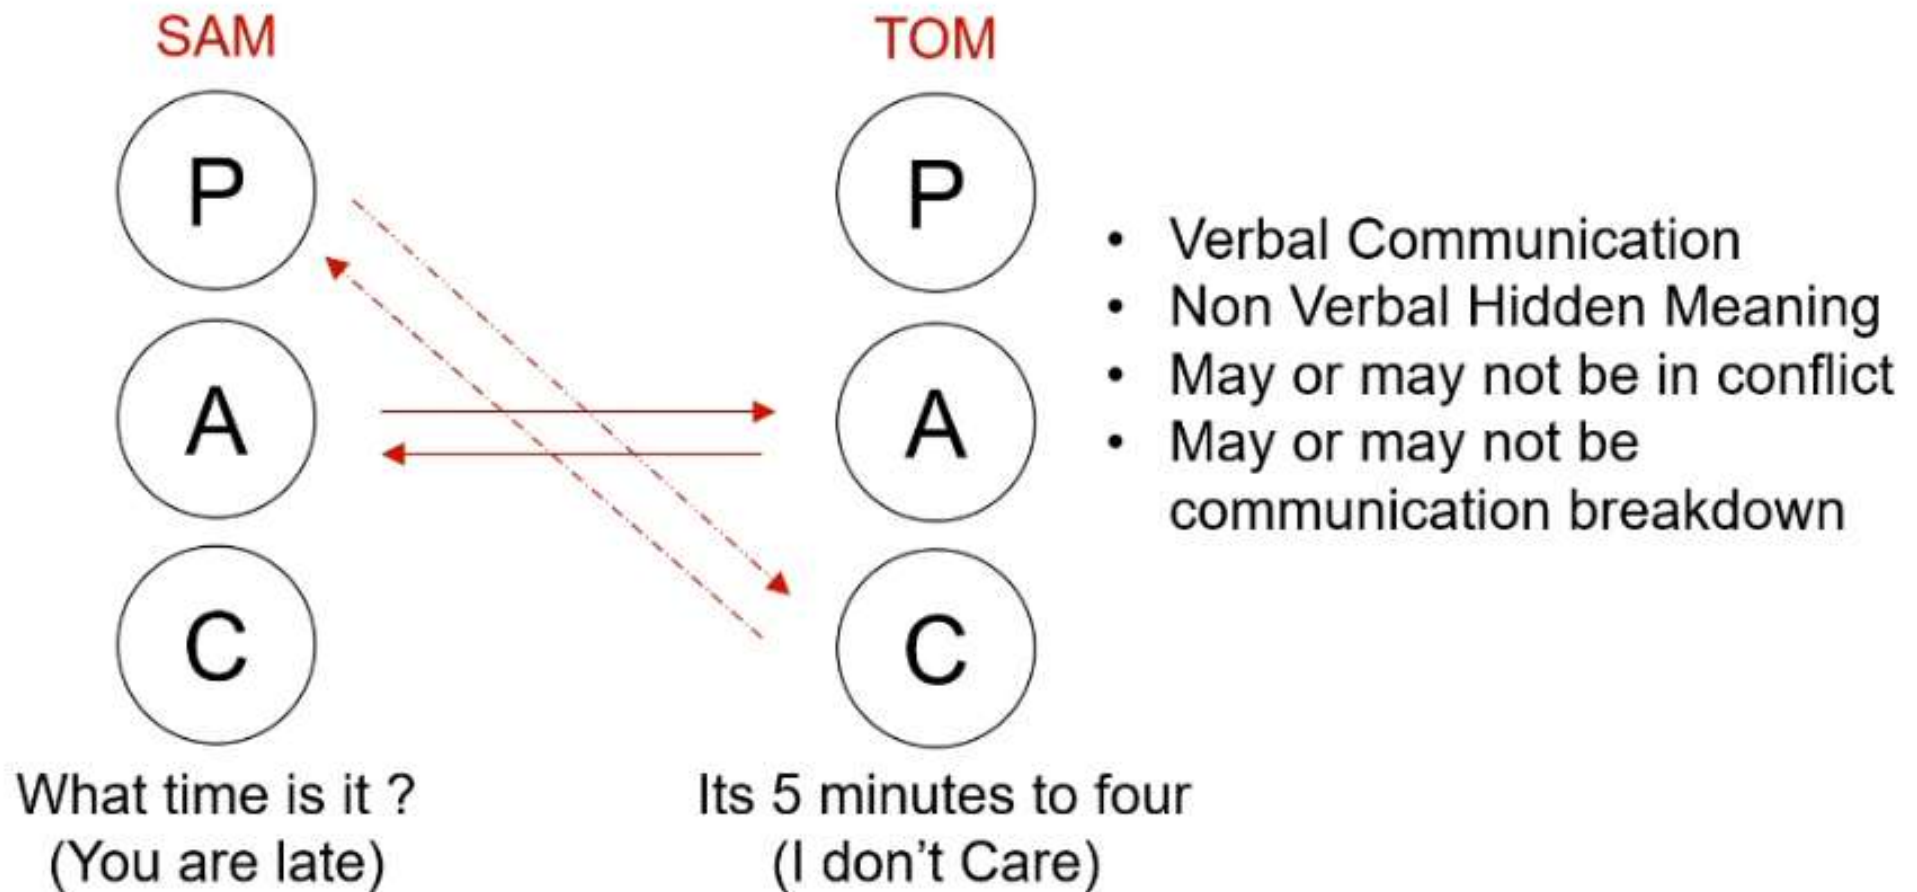 SAM
TOM
P
P
A
A
C
C
What time is it ?
(You are late)
Its 5 minutes to four
(I don’t Care)
• Verbal Communication
• Non Verbal Hidden Meaning
• May or may not be in conflict
• May or may not be
communication breakdown